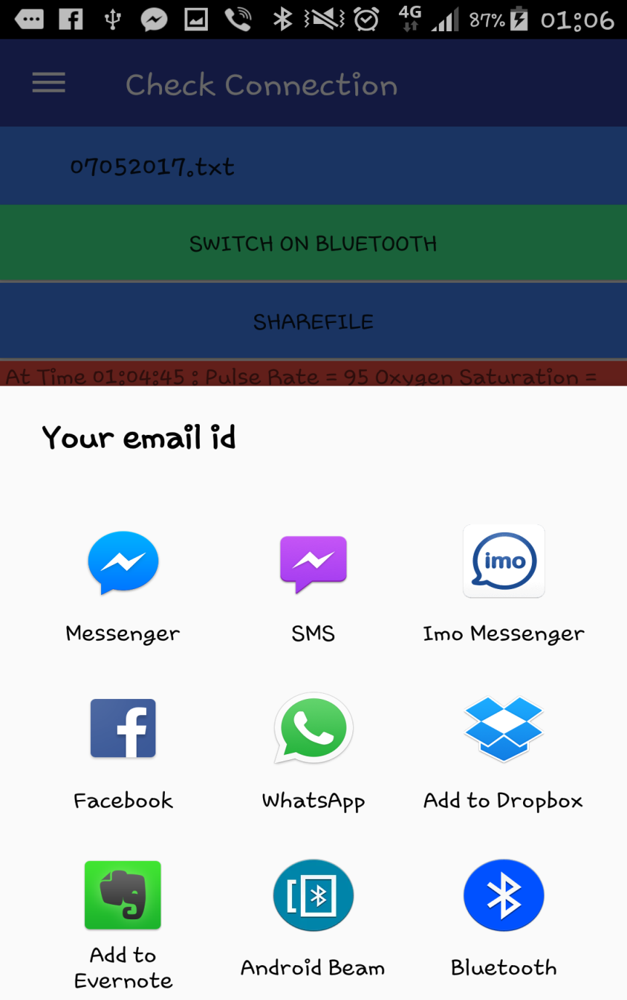 4G
87%
01:06
Check Connection
07052017.txt
SWITCH ON BLUETOOTH
SHAREFILE
At Time 01:04:45 : Pulse Rate = 95 Oxygen Saturation =
Your email id
imo
Messenger
SMS
Imo Messenger
Facebook
WhatsApp
Add to Dropbox
Add to
Evernote
Android Beam
Bluetooth